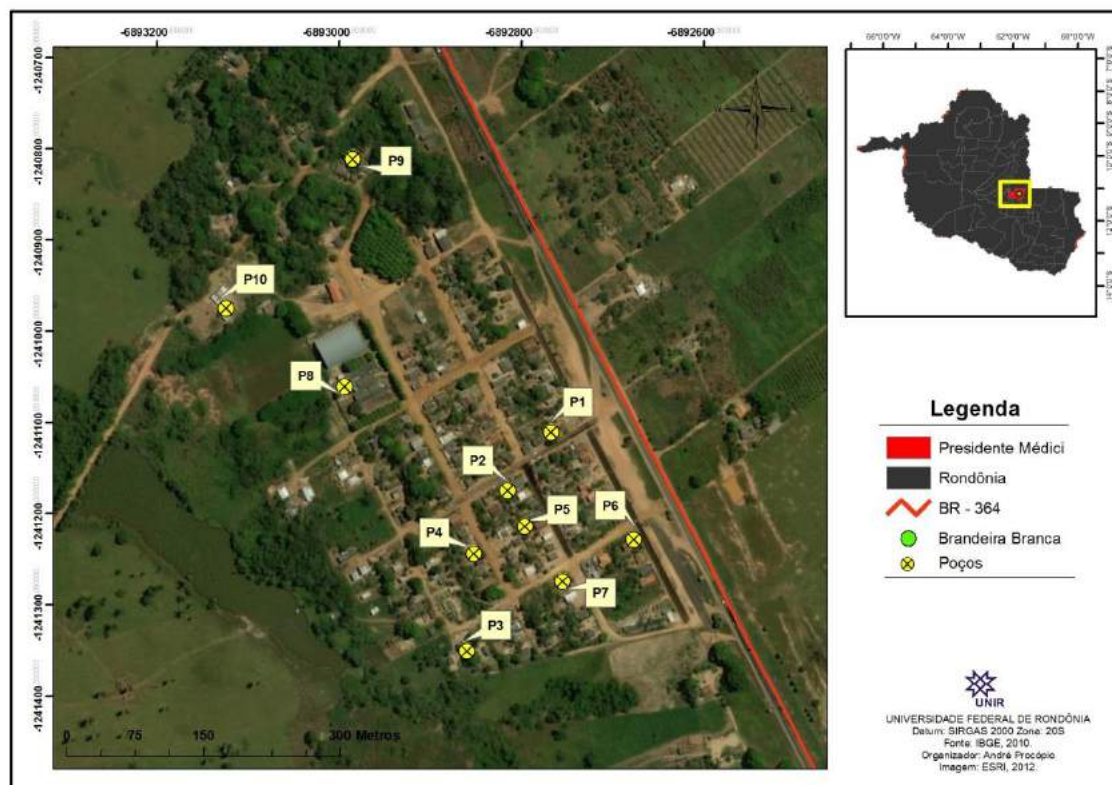 -6893200 -6893000 -6892800 -6892600
-1240700
-1240800
-1240900
-1241000
-1241100
-1241200
-1241300
-1241400
P9
P10
P8
P1
P2
P5
P6
P4
P7
P3
0 75 150 300 Metros
66°0'0"W 64°0'0"W 62°0'0"W 60°0'0"W
Legenda
Presidente Médici
Rondônia
BR - 364
Brandeira Branca
Poços
UNIR
UNIVERSIDADE FEDERAL DE RONDÔNIA
Datum: SIRGAS 2000 Zona: 20S
Fonte: IBGE, 2010.
Organizador: André Procópio
Imagem: ESRI, 2012.